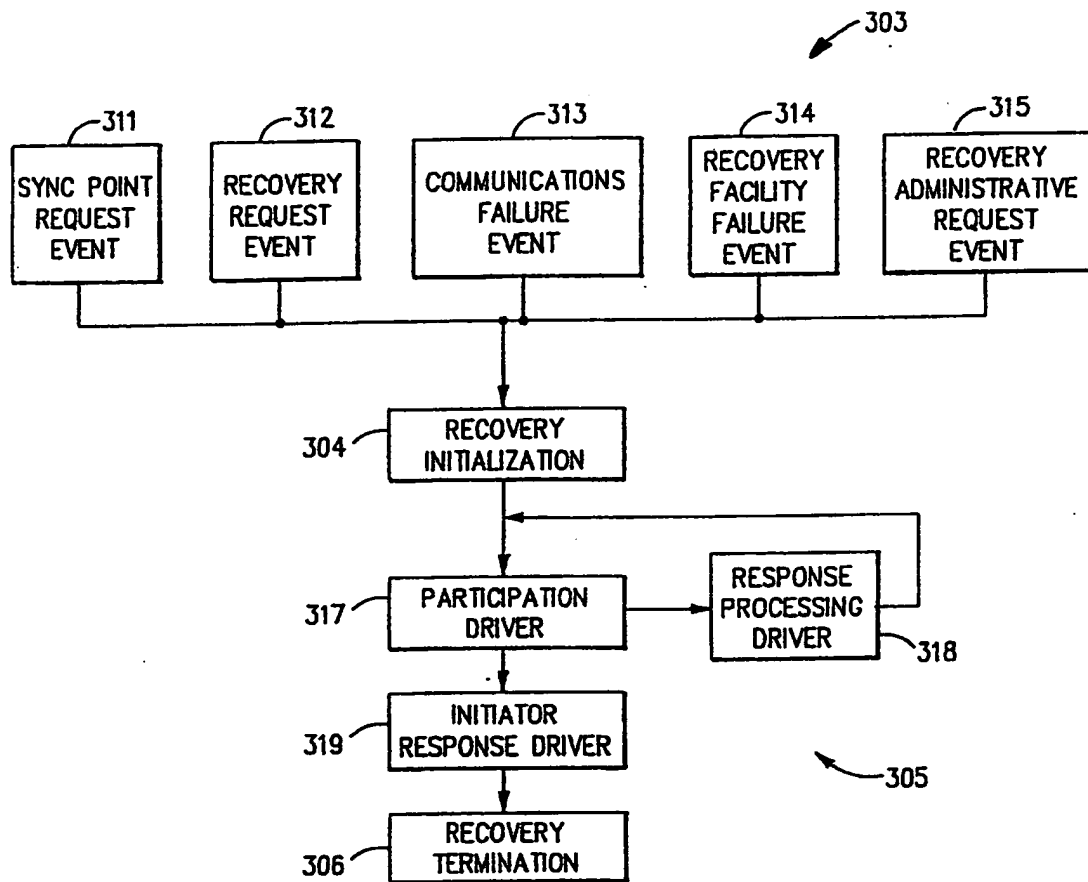 303
311
312
313
314
315
SYNC POINT
REQUEST
EVENT
RECOVERY
REQUEST
EVENT
COMMUNICATIONS
FAILURE
EVENT
RECOVERY
FACILITY
FAILURE
EVENT
RECOVERY
ADMINISTRATIVE
REQUEST
EVENT
304
RECOVERY
INITIALIZATION
317
PARTICIPATION
DRIVER
RESPONSE
PROCESSING
DRIVER
318
319
INITIATOR
RESPONSE DRIVER
305
306
RECOVERY
TERMINATION